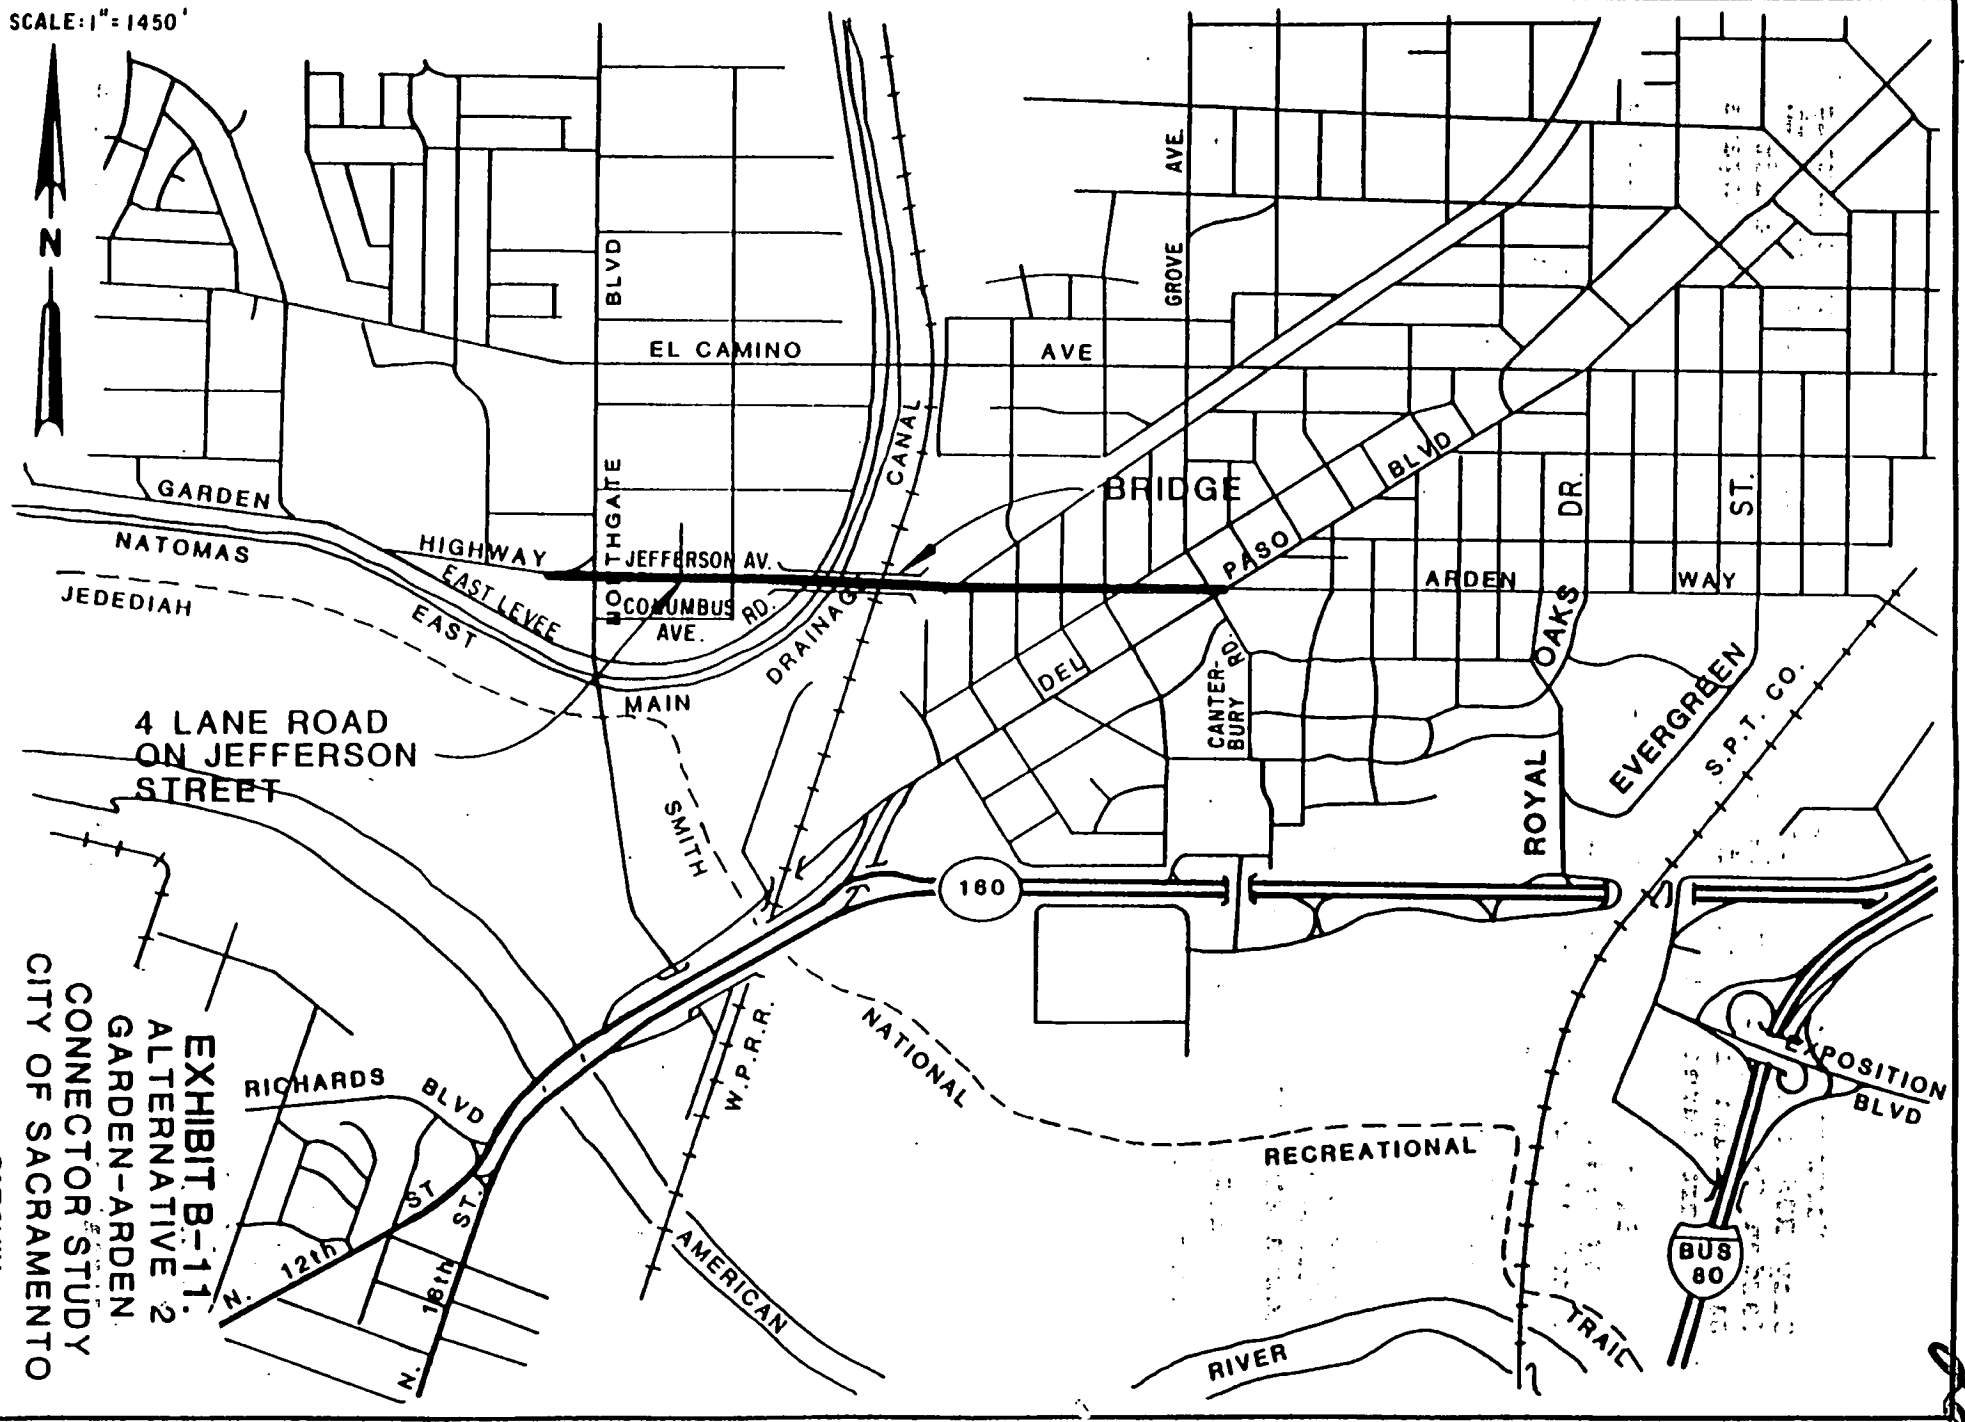 SCALE: 1" = 1450'
N
BLVD
AVE.
GROVE
EL CAMINO
AVE
CANAL
BLVD
BRIDGE
DR.
ST.
GARDEN
NORTHGATE
NATOMAS
HIGHWAY
JEFFERSON AV.
PASO
ARDEN
WAY
JEDEDIAH
EAST LEVEE
RD.
EAST
COLUMBUS
AVE.
DRAINAGE
OAKS
DEL
MAIN
CANTER-
BURY
RD.
EVERGREEN
S.P.T. CO.
4 LANE ROAD
ON JEFFERSON
STREET
SMITH
ROYAL
160
W.P.R.R.
NATIONAL
EXPOSITION
BLVD
RICHARDS
BLVD
RECREATIONAL
ST
ST.
12th
N.
16th
N.
AMERICAN
RIVER
TRAIL
BUS
80
EXHIBIT B-11.
ALTERNATIVE 2
GARDEN-ARDEN
CONNECTOR STUDY
CITY OF SACRAMENTO